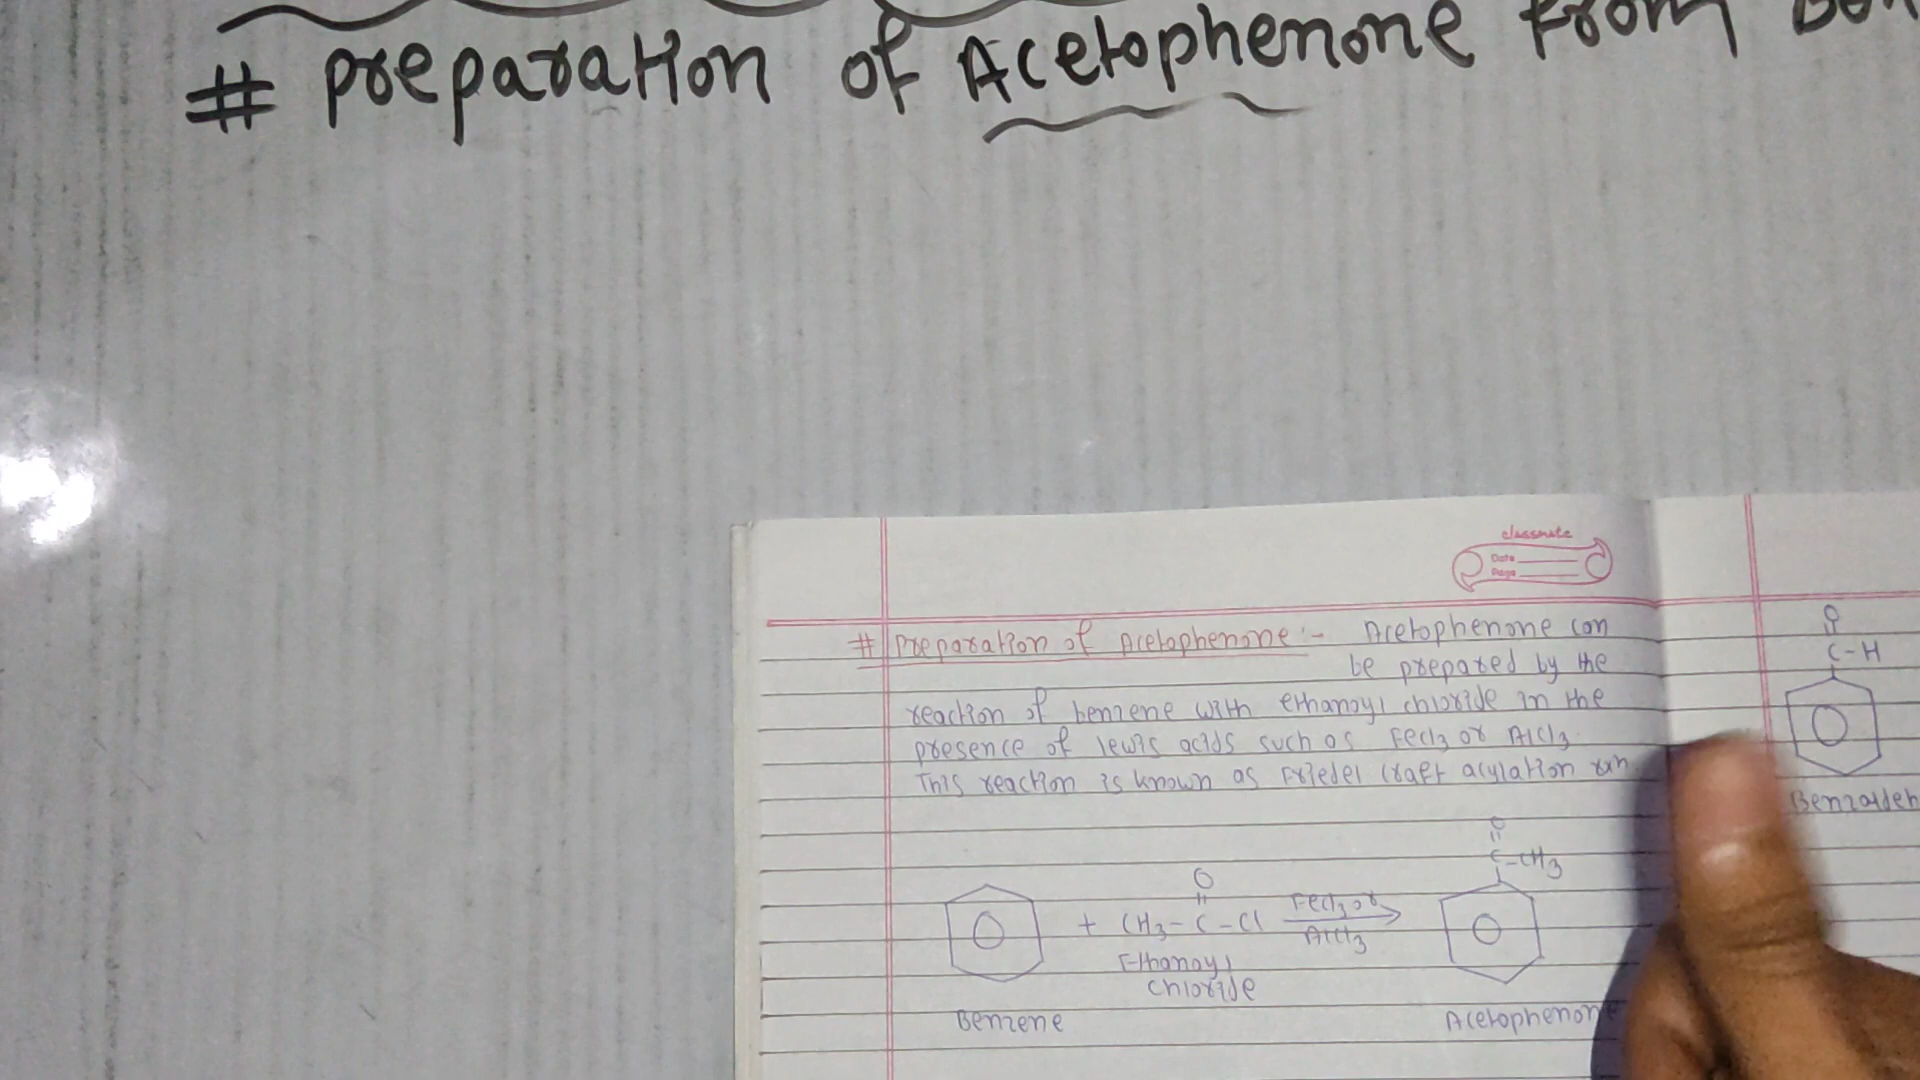 # Preparation of Acetophenone From
classmate
Date
Page
# Preparation of Acetophenone :- Acetophenone can
be prepared by the
reaction of benzene with ethanoyl chloride in the
presence of lewis acids such as FeCl3 or AlCl3
This reaction is known as Friedel Craft acylation rxn
O
C-CH3
O
+ CH3-C-Cl FeCl3 or
AlCl3
Ethanoyl
chloride
Benzene Acetophenone
O
C-H